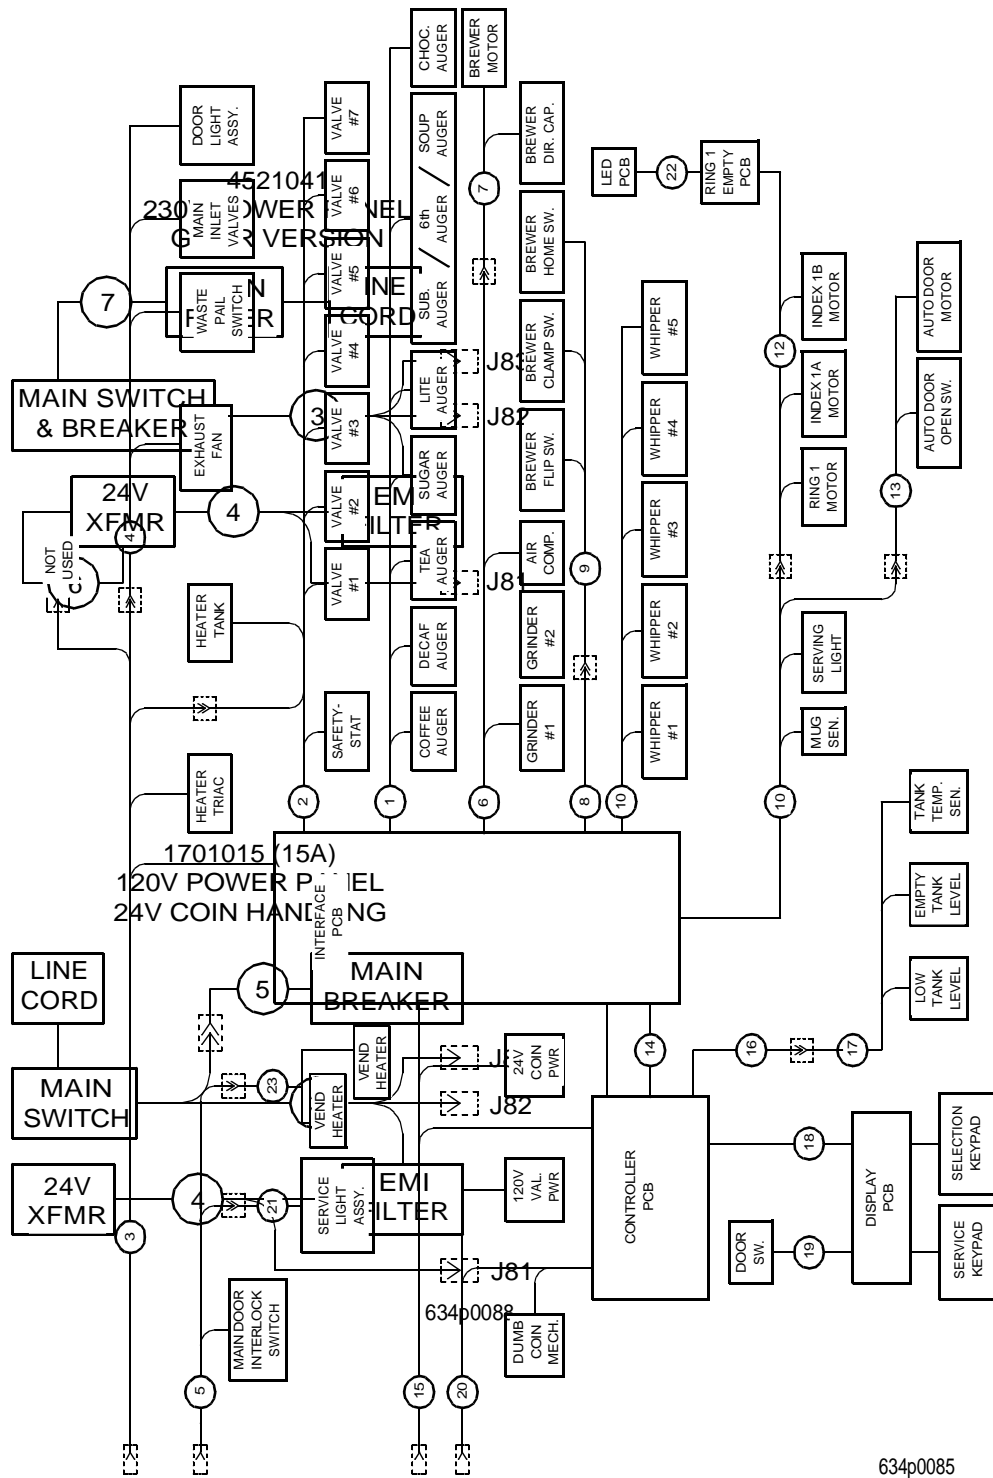 CHOC.
AUGER
BREWER
MOTOR
DOOR
LIGHT
ASSY.
VALVE
#7
SOUP
AUGER
BREWER
DIR. CAP.
LED
PCB
22
RING 1
EMPTY
PCB
4521041
MAIN
INLET
VALVES
VALVE
#6
6th
AUGER
7
BREWER
HOME SW.
7
WASTE
PAIL
SWITCH
VALVE
#5
CORD
SUB.
AUGER
WHIPPER
#5
INDEX 1B
MOTOR
AUTO DOOR
MOTOR
MAIN SWITCH
& BREAKER
VALVE
#4
LITE
AUGER
J83
BREWER
CLAMP SW.
12
EXHAUST
FAN
3
VALVE
#3
J82
WHIPPER
#4
INDEX 1A
MOTOR
AUTO DOOR
OPEN SW.
24V
XFMR
4
4
VALVE
#2
SUGAR
AUGER
BREWER
FLIP SW.
RING 1
MOTOR
13
NOT
USED
VALVE
#1
TEA
AUGER
J81
AIR
COMP.
9
WHIPPER
#3
HEATER
TANK
DECAF
AUGER
GRINDER
#2
WHIPPER
#2
SERVING
LIGHT
SAFETY-
STAT
COFFEE
AUGER
GRINDER
#1
WHIPPER
#1
MUG
SEN.
HEATER
TRIAC
2
1
6
8
10
10
TANK
TEMP.
SEN.
1701015 (15A)
120V POWER PANEL
24V COIN HANDLING
INTERFACE
PCB
EMPTY
TANK
LEVEL
LINE
CORD
5
MAIN
BREAKER
LOW
TANK
LEVEL
MAIN
SWITCH
23
VEND
HEATER
VEND
HEATER
24V
COIN
PWR
J82
14
16
17
24V
XFMR
3
4
21
SERVICE
LIGHT
ASSY.
EMI
FILTER
120V
VAL.
PWR
CONTROLLER
PCB
18
DISPLAY
PCB
SELECTION
KEYPAD
J81
DOOR
SW.
19
SERVICE
KEYPAD
634p0088
MAIN DOOR
INTERLOCK
SWITCH
DUMB
COIN
MECH.
5
15
20
634p0085